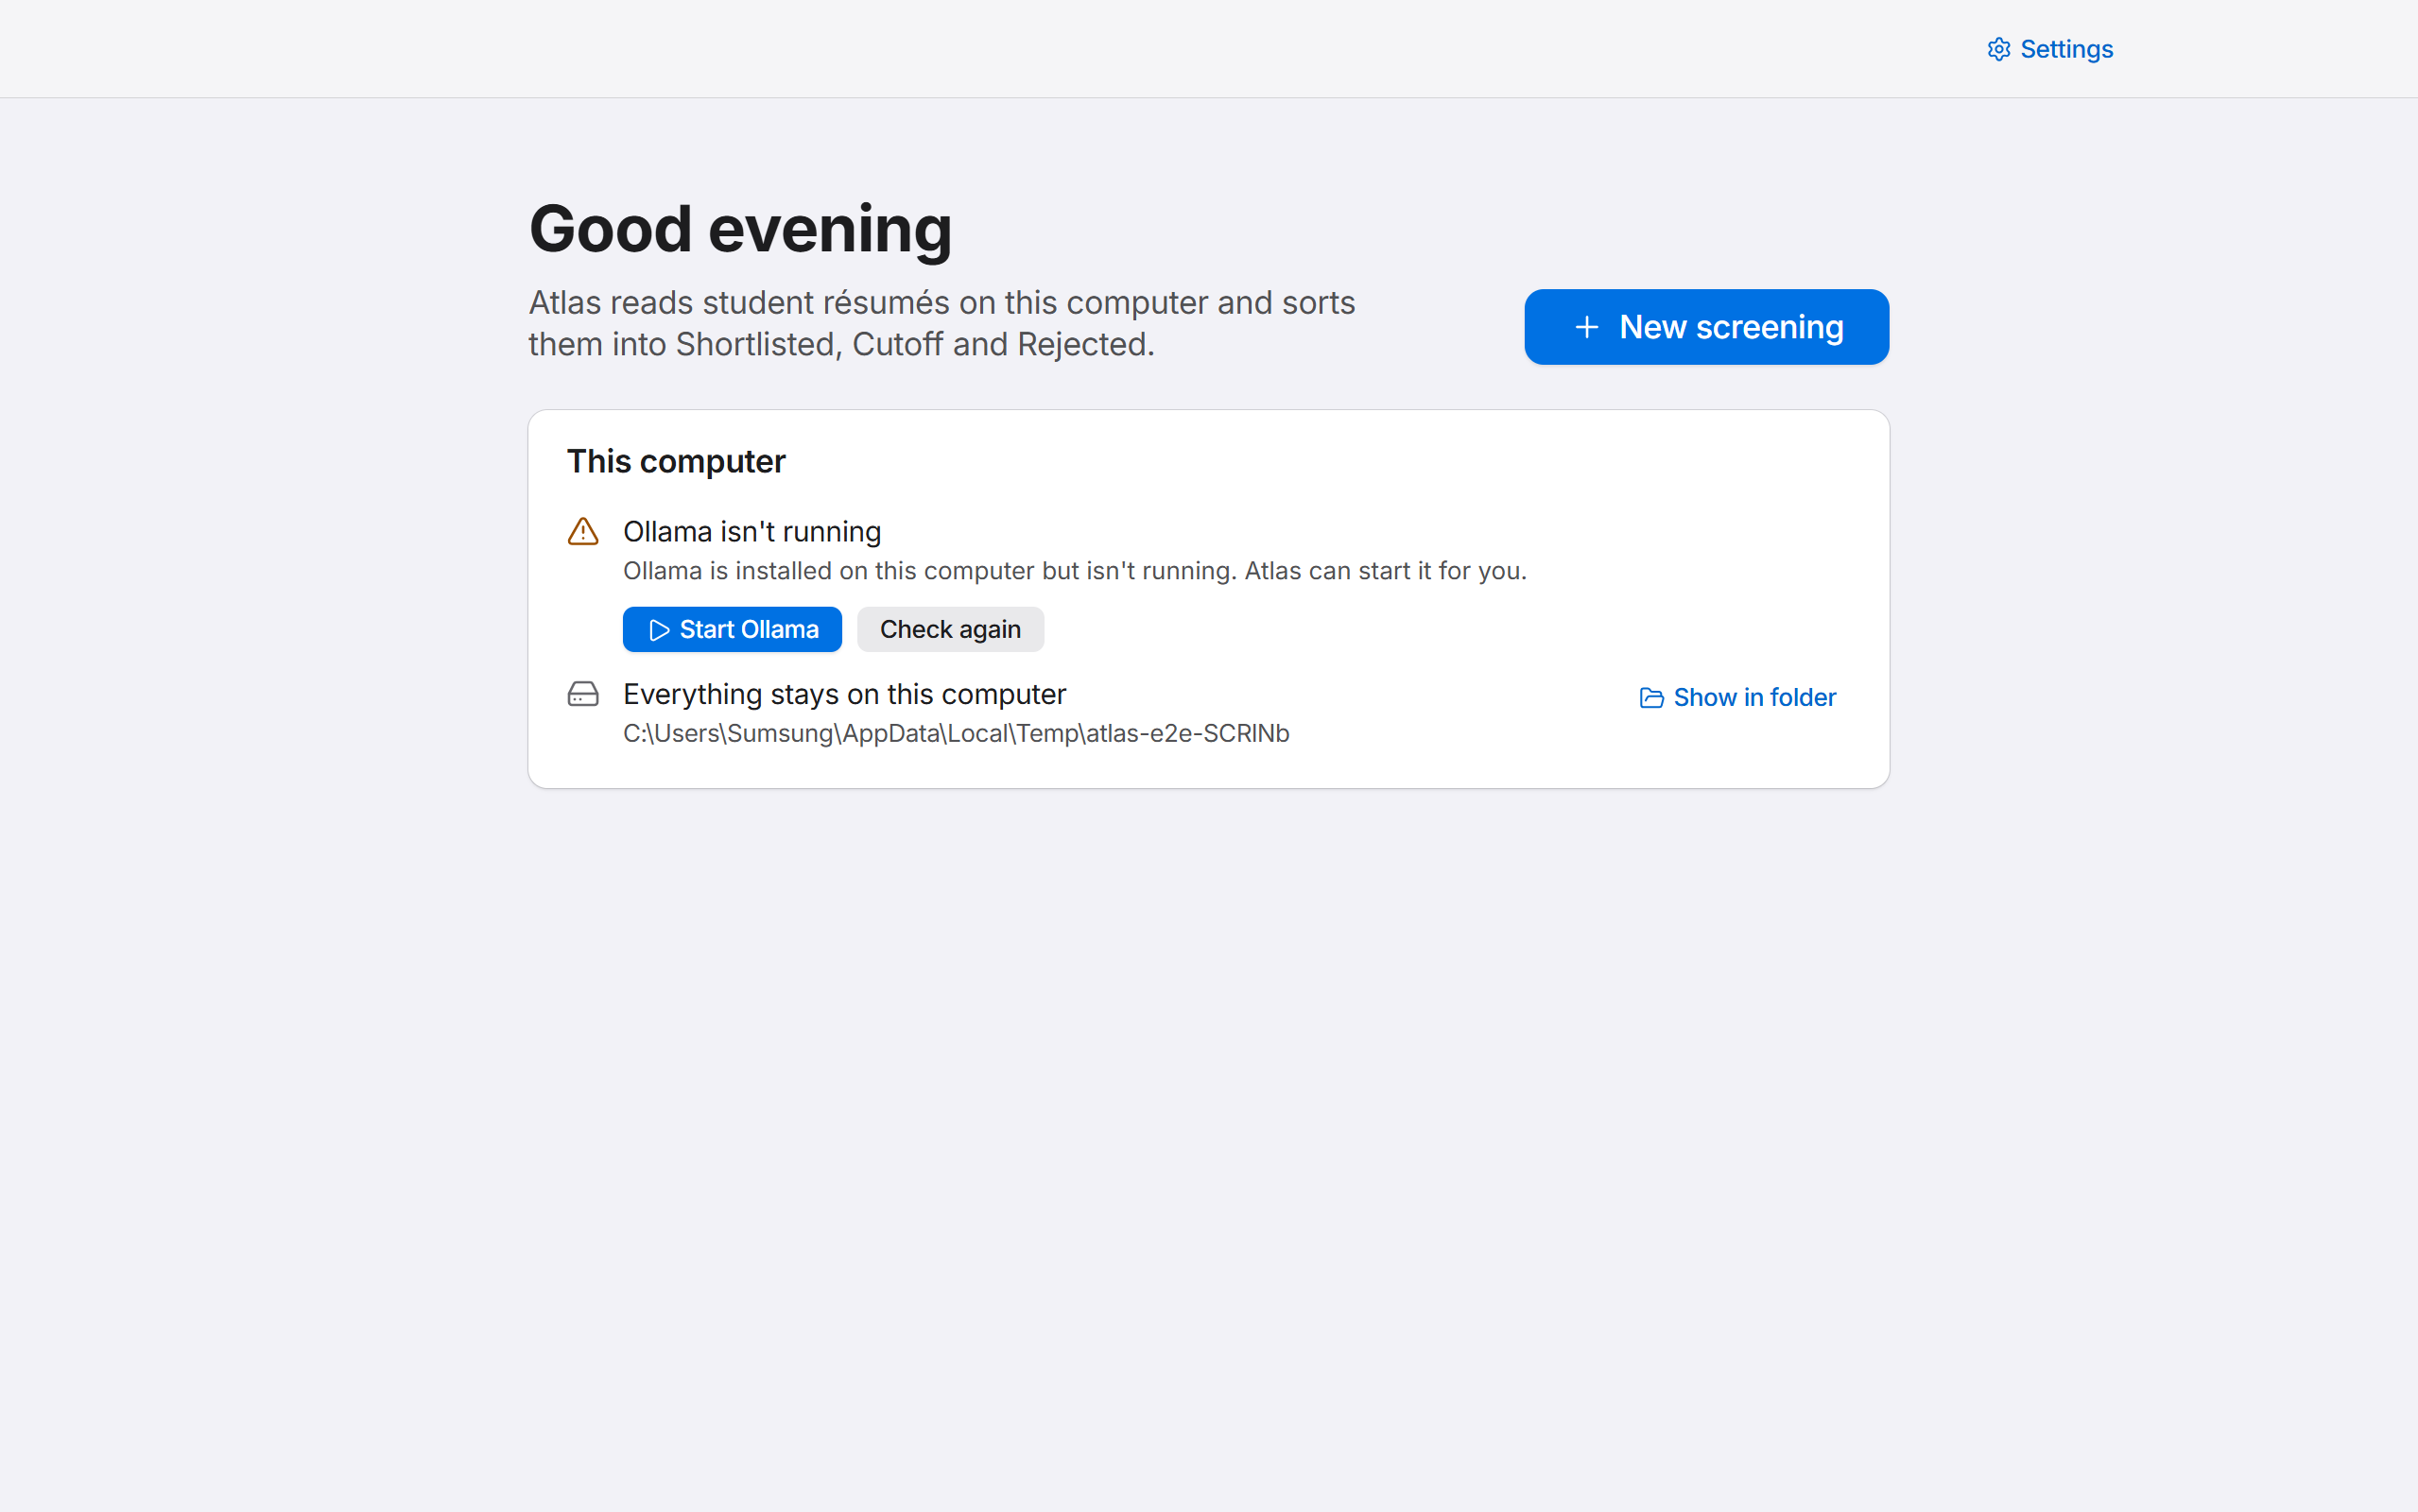 Settings
Good evening
Atlas reads student résumés on this computer and sorts
them into Shortlisted, Cutoff and Rejected.
New screening
This computer
Ollama isn't running
Ollama is installed on this computer but isn't running. Atlas can start it for you.
Start Ollama
Check again
Everything stays on this computer
Show in folder
C:\Users\Sumsung\AppData\Local\Temp\atlas-e2e-SCRlNb